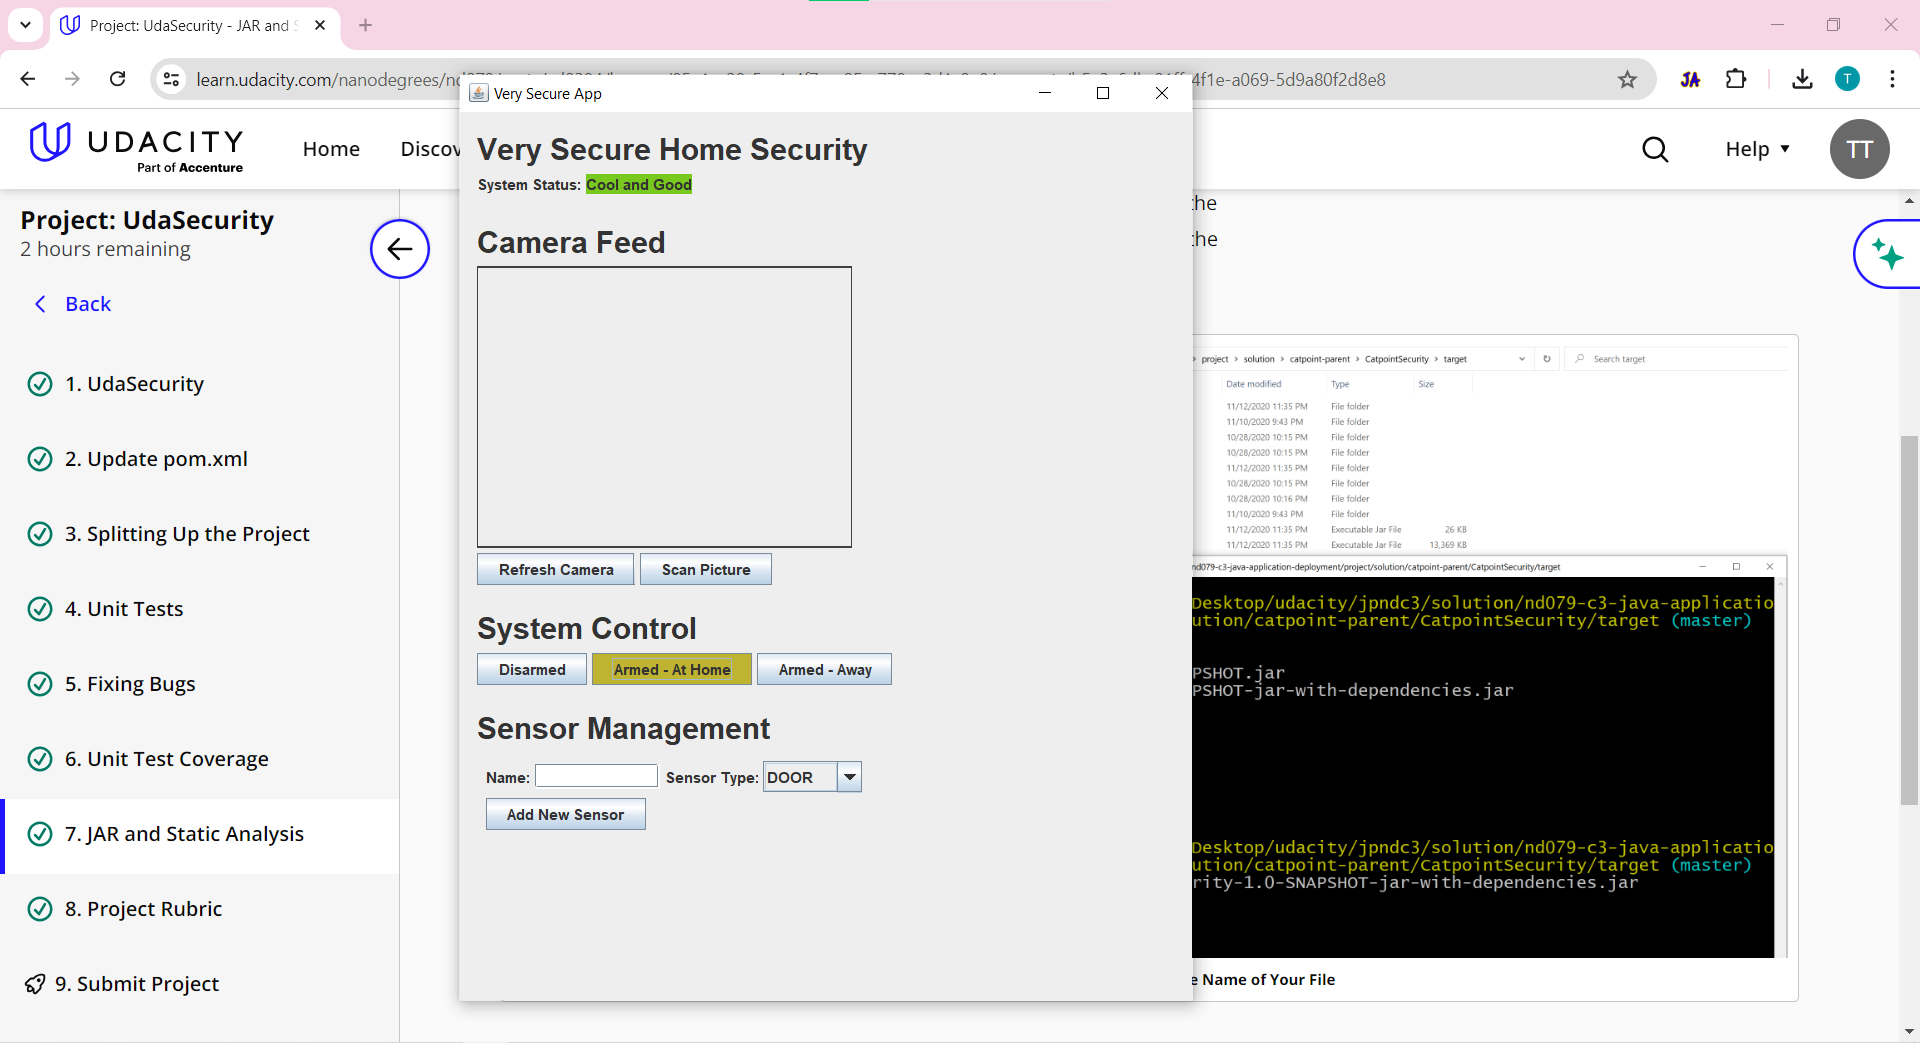 Project: UdaSecurity - JAR and S
learn.udacity.com/nanodegrees/nd
4f1e-a069-5d9a80f2d8e8
JA
T
Very Secure App
UDACITY
Part of Accenture
Home
Discov
Help
TT
Very Secure Home Security
System Status: Cool and Good
Project: UdaSecurity
2 hours remaining
Back
1. UdaSecurity
2. Update pom.xml
3. Splitting Up the Project
4. Unit Tests
5. Fixing Bugs
6. Unit Test Coverage
7. JAR and Static Analysis
8. Project Rubric
9. Submit Project
Camera Feed
Refresh Camera
Scan Picture
System Control
Disarmed
Armed - At Home
Armed - Away
Sensor Management
Name:
Sensor Type: DOOR
Add New Sensor
the
the
project > solution > catpoint-parent > CatpointSecurity > target
Search target
Date modified Type Size
11/12/2020 11:35 PM File folder
11/10/2020 9:43 PM File folder
10/28/2020 10:15 PM File folder
10/28/2020 10:15 PM File folder
11/12/2020 11:35 PM File folder
10/28/2020 10:15 PM File folder
10/28/2020 10:16 PM File folder
11/10/2020 9:43 PM File folder
11/12/2020 11:35 PM Executable Jar File 26 KB
11/12/2020 11:35 PM Executable Jar File 13,369 KB
nd079-c3-java-application-deployment/project/solution/catpoint-parent/CatpointSecurity/target
Desktop/udacity/jpndc3/solution/nd079-c3-java-applicatio
ution/catpoint-parent/CatpointSecurity/target (master)
PSHOT.jar
PSHOT-jar-with-dependencies.jar
Desktop/udacity/jpndc3/solution/nd079-c3-java-applicatio
ution/catpoint-parent/CatpointSecurity/target (master)
rity-1.0-SNAPSHOT-jar-with-dependencies.jar
e Name of Your File